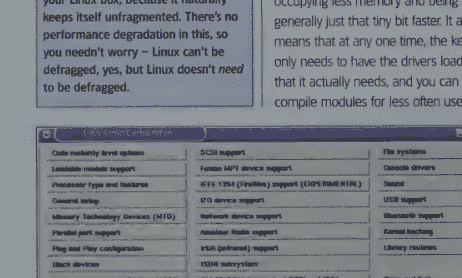 your Linux box, because it naturally
keeps itself unfragmented. There's no
performance degradation in this, so
you needn't worry – Linux can't be
defragged, yes, but Linux doesn't need
to be defragged.
occupying less memory and being
generally just that tiny bit faster. It a
means that at any one time, the ke
only needs to have the drivers load
that it actually needs, and you can
compile modules for less often use
Linux Kernel Configuration
Code maturity level options
Loadable module support
Processor type and features
General setup
Memory Technology Devices (MTD)
Parallel port support
Plug and Play configuration
Block devices
SCSI support
Fusion MPT device support
IEEE 1394 (FireWire) support (EXPERIMENTAL)
I2O device support
Network device support
Amateur Radio support
IrDA (infrared) support
ISDN subsystem
File systems
Console drivers
Sound
USB support
Bluetooth support
Kernel hacking
Library routines